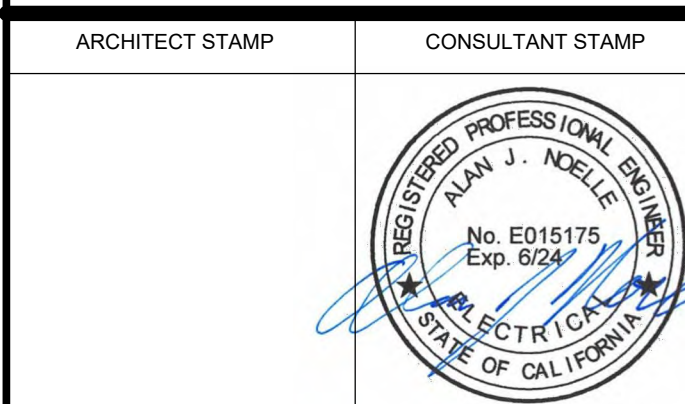 ARCHITECT STAMP
CONSULTANT STAMP
REGISTERED PROFESSIONAL ENGINEER
ALAN J. NOELLE
No. E015175
Exp. 6/24
ELECTRICAL
STATE OF CALIFORNIA